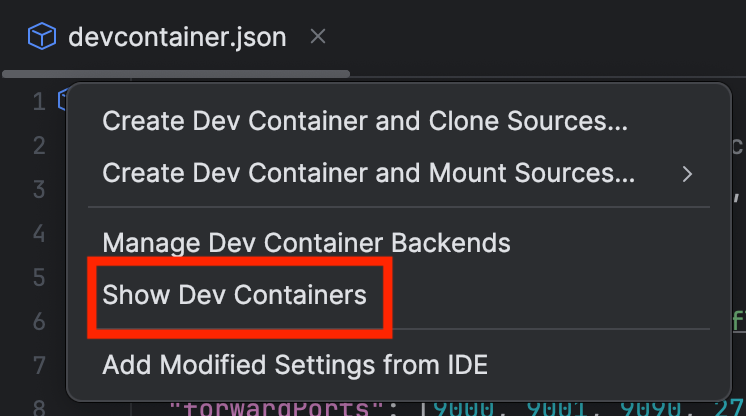 devcontainer.json
1
Create Dev Container and Clone Sources...
2
Create Dev Container and Mount Sources...
3
4
Manage Dev Container Backends
5
Show Dev Containers
6
7
Add Modified Settings from IDE
8 "forwardPorts": [9000, 9001, 9090, 27